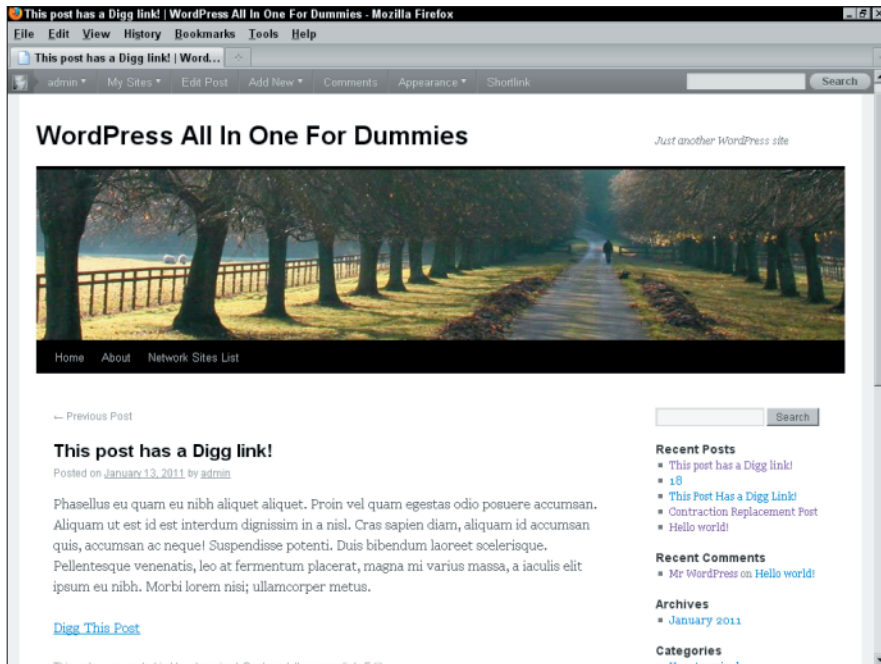 This post has a Digg link! | WordPress All In One For Dummies - Mozilla Firefox
File Edit View History Bookmarks Tools Help
This post has a Digg link! | Word...
admin My Sites Edit Post Add New Comments Appearance Shortlink Search
WordPress All In One For Dummies
Just another WordPress site
Home About Network Sites List
← Previous Post
Search
This post has a Digg link!
Posted on January 13, 2011 by admin
Phasellus eu quam eu nibh aliquet aliquet. Proin vel quam egestas odio posuere accumsan.
Aliquam ut est id est interdum dignissim in a nisl. Cras sapien diam, aliquam id accumsan
quis, accumsan ac neque! Suspendisse potenti. Duis bibendum laoreet scelerisque.
Pellentesque venenatis, leo at fermentum placerat, magna mi varius massa, a iaculis elit
ipsum eu nibh. Morbi lorem nisi; ullamcorper metus.
Digg This Post
Recent Posts
This post has a Digg link!
18
This Post Has a Digg Link!
Contraction Replacement Post
Hello world!
Recent Comments
Mr WordPress on Hello world!
Archives
January 2011
Categories